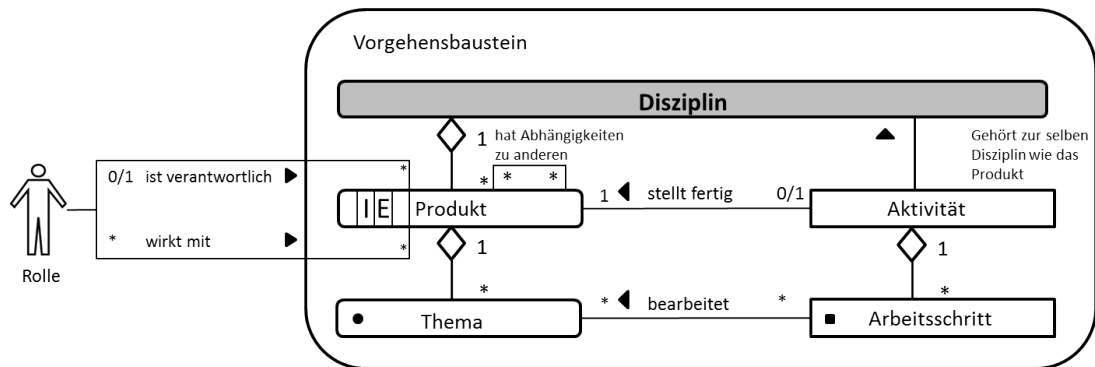 Vorgehensbaustein
Disziplin
1
hat Abhängigkeiten
zu anderen
Gehört zur selben
Disziplin wie das
Produkt
0/1 ist verantwortlich
*
*
*
*
I E Produkt
1
stellt fertig
0/1
Aktivität
* wirkt mit
*
1
1
Rolle
*
*
bearbeitet
*
*
Thema
Arbeitsschritt